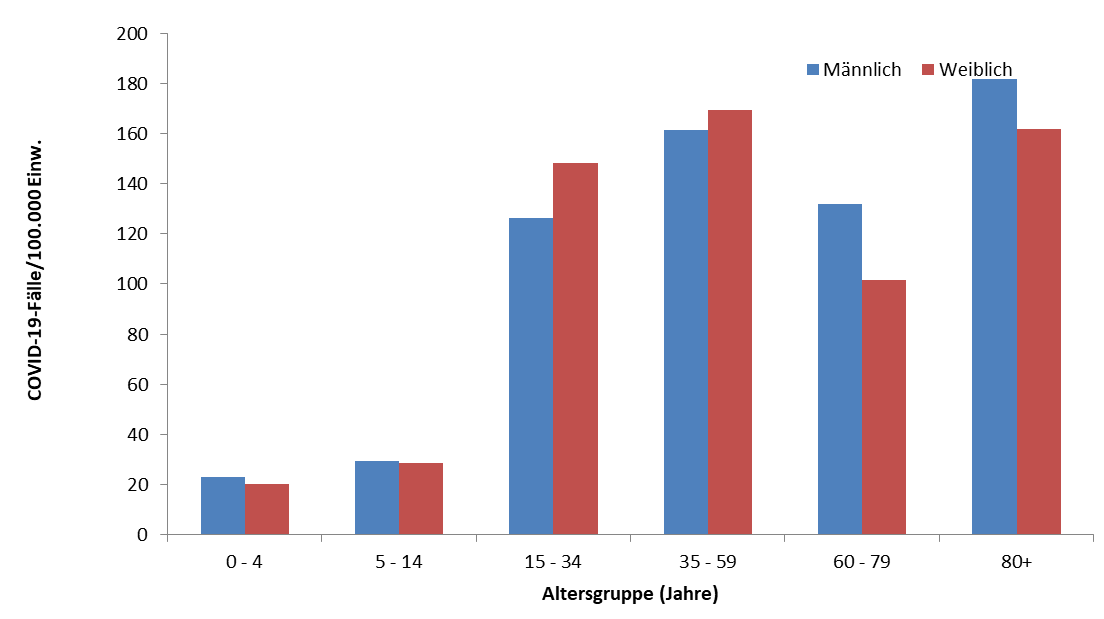 200
180
160
140
120
100
80
60
40
20
0
COVID-19-Fälle/100.000 Einw.
Männlich Weiblich
0 - 4 5 - 14 15 - 34 35 - 59 60 - 79 80+
Altersgruppe (Jahre)